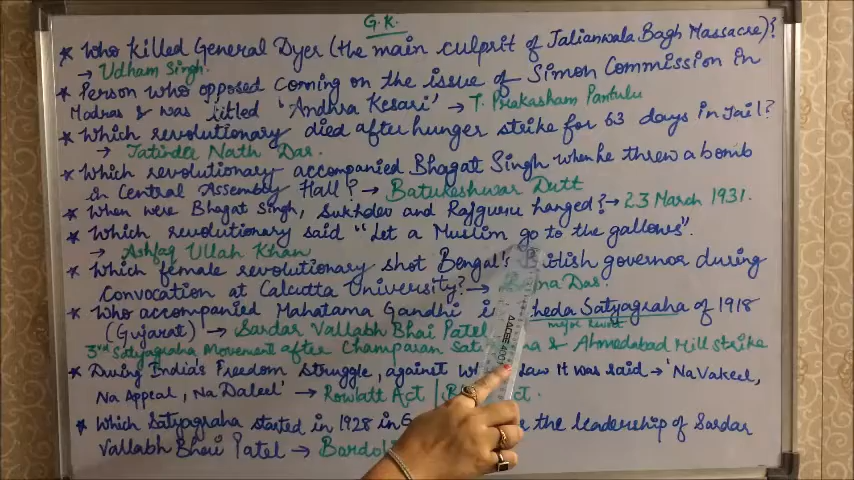 G.K.
* Who killed General Dyer (the main culprit of Jalianwala Bagh Massacre)?
→ Udham Singh.
* Person who opposed coming on the issue of Simon Commission in
Madras & was titled 'Andhra Kesari' → T. Prakasham Pantulu
* Which revolutionary died after hunger strike for 63 days in Jail?
→ Jatinder Nath Das.
* Which revolutionary accompanied Bhagat Singh when he threw a bomb
in Central Assembly Hall? → Batukeshwar Dutt
* When were Bhagat Singh, Sukhdev and Rajguru hanged? → 23 March 1931.
* Which revolutionary said "Let a Muslim go to the gallows".
→ Ashfaq Ullah Khan
* Which female revolutionary shot Bengal's British governor during
Convocation at Calcutta University? → Das.
* Who accompanied Mahatama Gandhi in heda Satyagraha of 1918
(Gujarat) → Sardar Vallabh Bhai Patel
3rd Satyagraha Movement after Champaran Sat & Ahmedabad Mill strike
* During India's Freedom Struggle, against law it was said → 'Na Vakeel,
Na Appeal, Na Daleel' → Rowlatt Act
* Which Satyagraha started in 1928 in the leadership of Sardar
Vallabh Bhai Patel → Bardoli